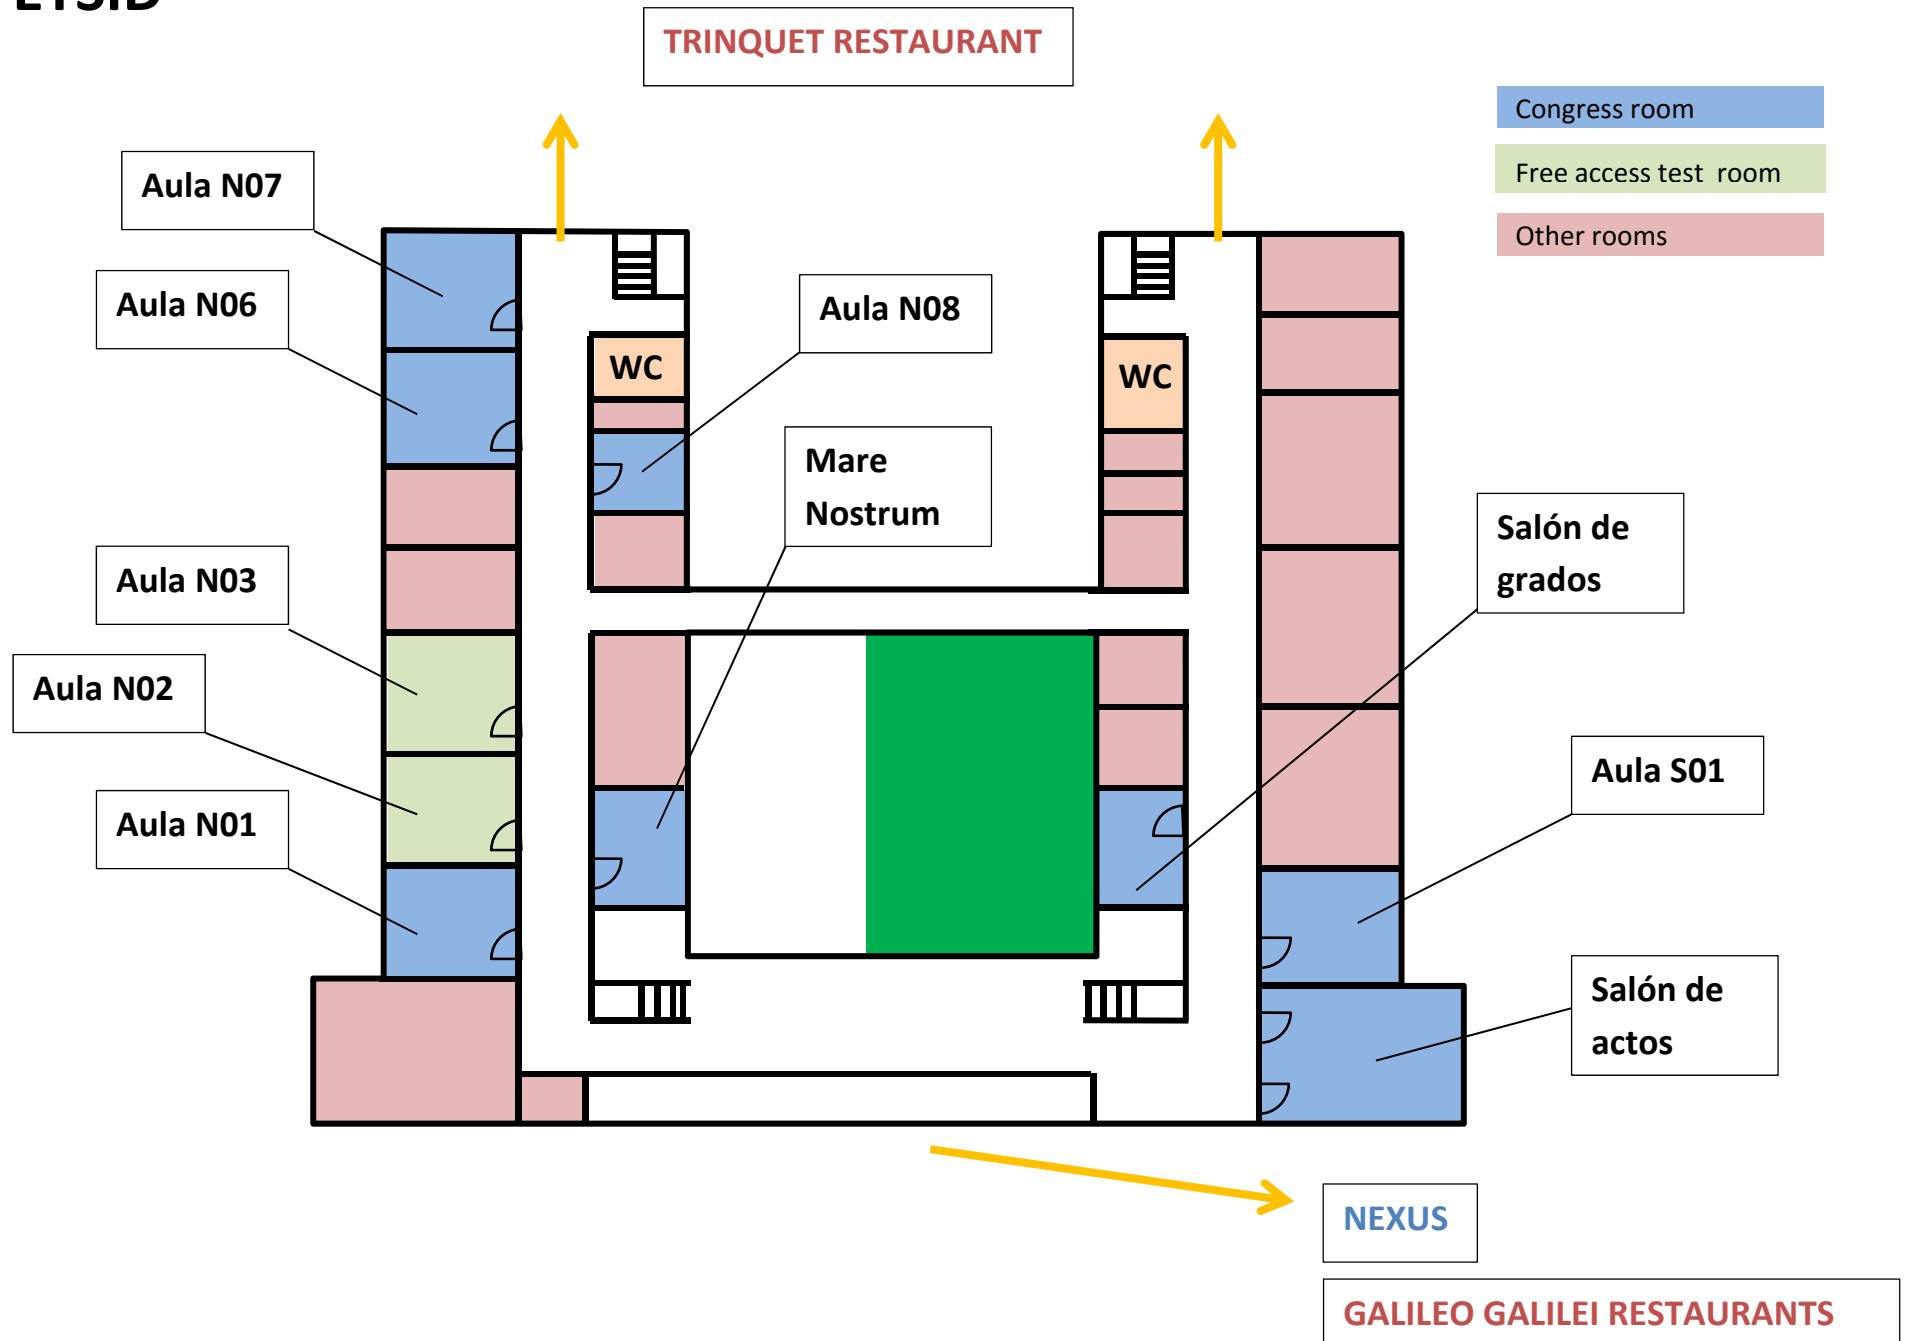 ETSID
TRINQUET RESTAURANT
Congress room
Free access test room
Other rooms
Aula N07
Aula N06
Aula N08
WC
WC
Mare
Nostrum
Salón de
grados
Aula N03
Aula N02
Aula N01
Aula S01
Salón de
actos
NEXUS
GALILEO GALILEI RESTAURANTS